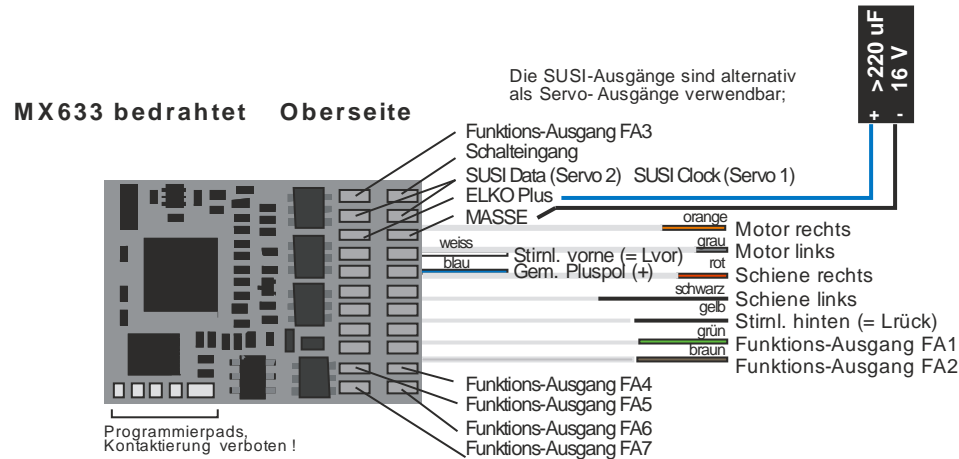 Die SUSI-Ausgänge sind alternativ
als Servo- Ausgänge verwendbar;
>220 uF
16 V
+ -
MX633 bedrahtet Oberseite
Funktions-Ausgang FA3
Schalteingang
SUSI Data (Servo 2) SUSI Clock (Servo 1)
ELKO Plus
MASSE
orange
Motor rechts
weiss
grau
Motor links
Stirnl. vorne (= Lvor)
blau
rot
Gem. Pluspol (+)
Schiene rechts
schwarz
Schiene links
gelb
Stirnl. hinten (= Lrück)
grün
Funktions-Ausgang FA1
braun
Funktions-Ausgang FA2
Funktions-Ausgang FA4
Funktions-Ausgang FA5
Funktions-Ausgang FA6
Funktions-Ausgang FA7
Programmierpads,
Kontaktierung verboten !